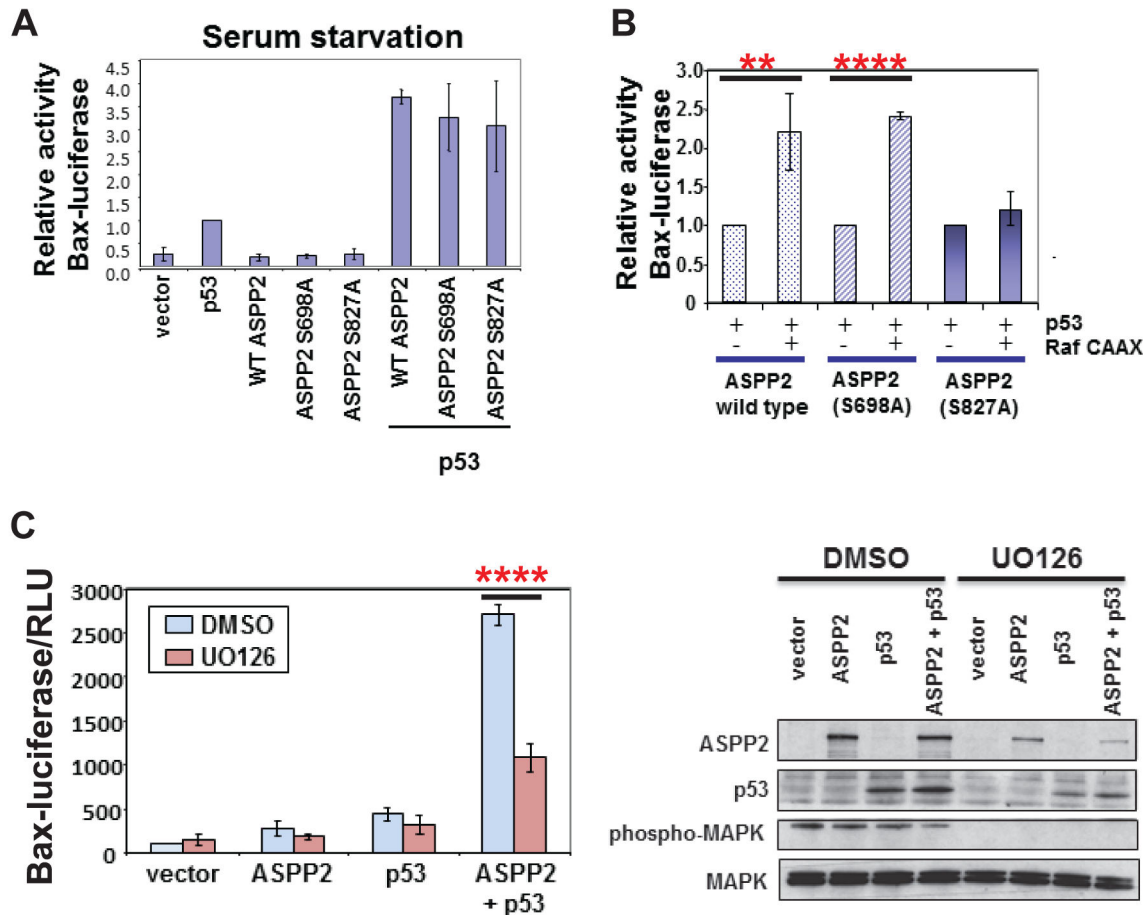 A
Serum starvation
Relative activity
Bax-luciferase
4.5
4.0
3.5
3.0
2.5
2.0
1.5
1.0
0.5
0.0
vector
p53
WT ASPP2
ASPP2 S698A
ASPP2 S827A
WT ASPP2
ASPP2 S698A
ASPP2 S827A
p53
B
** ****
Relative activity
Bax-luciferase
3.0
2.5
2.0
1.5
1.0
0.5
0
+ + + + + + p53
- + - + - + Raf CAAX
ASPP2 ASPP2 ASPP2
wild type (S698A) (S827A)
C
****
Bax-luciferase/RLU
3000
2500
2000
1500
1000
500
0
DMSO
UO126
vector ASPP2 p53 ASPP2
+ p53
DMSO UO126
vector
ASPP2
p53
ASPP2 + p53
vector
ASPP2
p53
ASPP2 + p53
ASPP2
p53
phospho-MAPK
MAPK